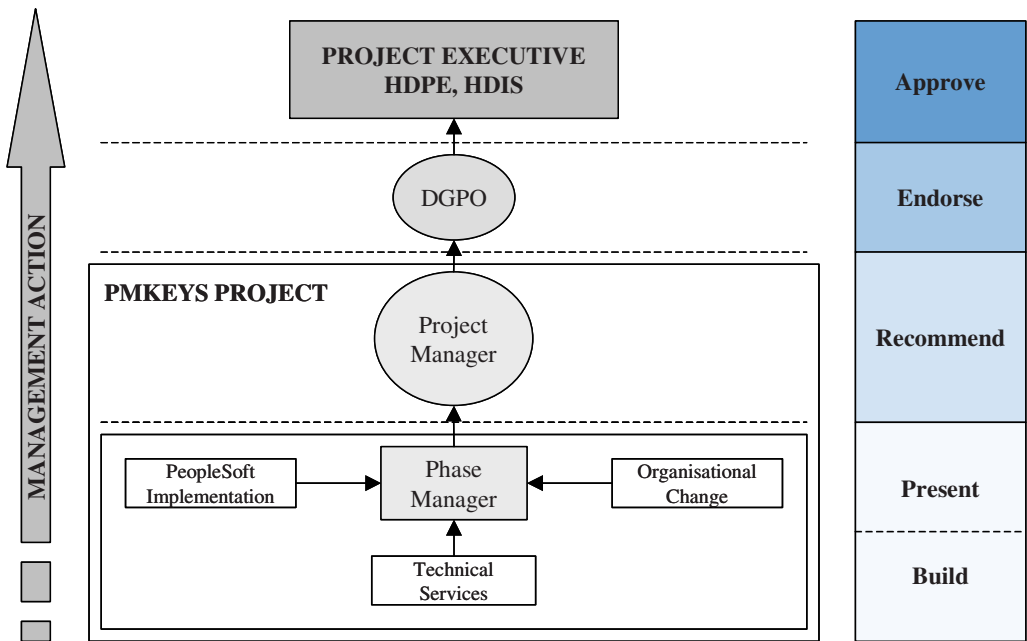 PROJECT EXECUTIVE
HDPE, HDIS
Approve
DGPO
Endorse
MANAGEMENT ACTION
PMKEYS PROJECT
Project
Manager
Recommend
PeopleSoft
Implementation
Phase
Manager
Organisational
Change
Present
Technical
Services
Build